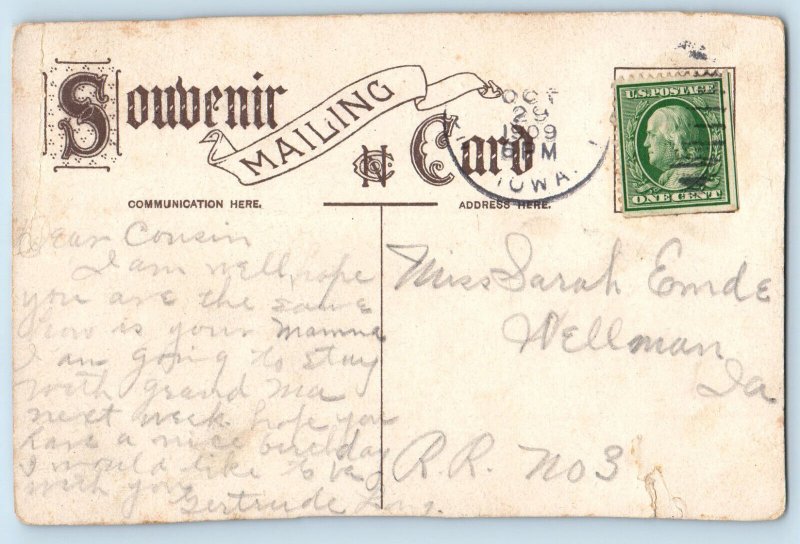 Souvenir
MAILING
Card
OCT
29
1909
PM
IOWA.
U.S. POSTAGE
ONE CENT
COMMUNICATION HERE.
ADDRESS HERE.
Dear Cousin
I am well, hope
you are the same
how is your Mamma
I am going to stay
with grand ma
next week hope you
have a nice birthday
I would like to be
with you
Gertrude
Miss Sarah Emde
Wellman
Ia
R.R. No 3